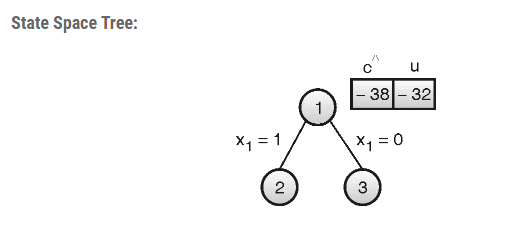 State Space Tree:
ĉ u
– 38 – 32
1
x₁ = 1 x₁ = 0
2 3